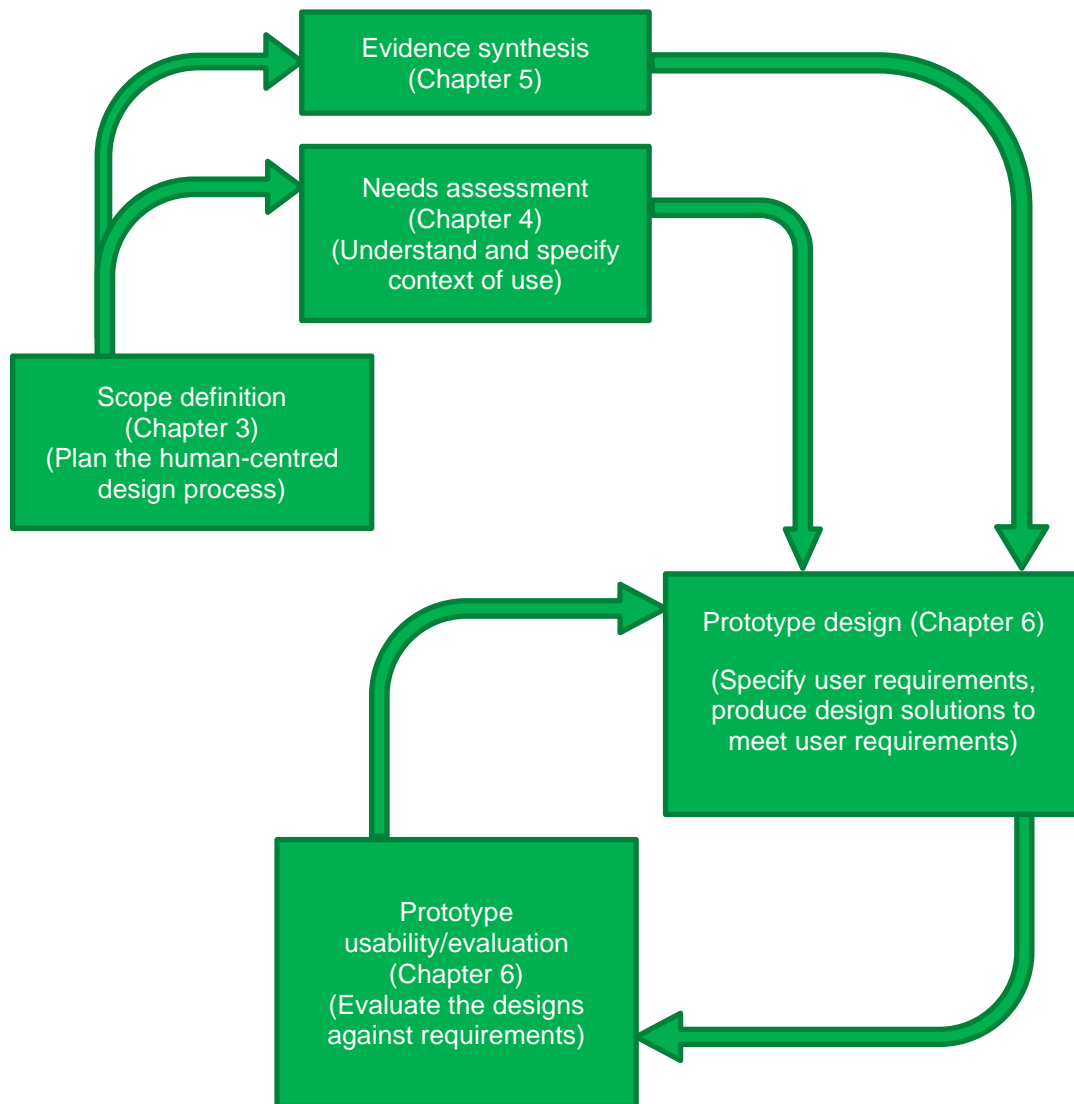 Evidence synthesis
(Chapter 5)
Needs assessment
(Chapter 4)
(Understand and specify
context of use)
Scope definition
(Chapter 3)
(Plan the human-centred
design process)
Prototype design (Chapter 6)
(Specify user requirements,
produce design solutions to
meet user requirements)
Prototype
usability/evaluation
(Chapter 6)
(Evaluate the designs
against requirements)